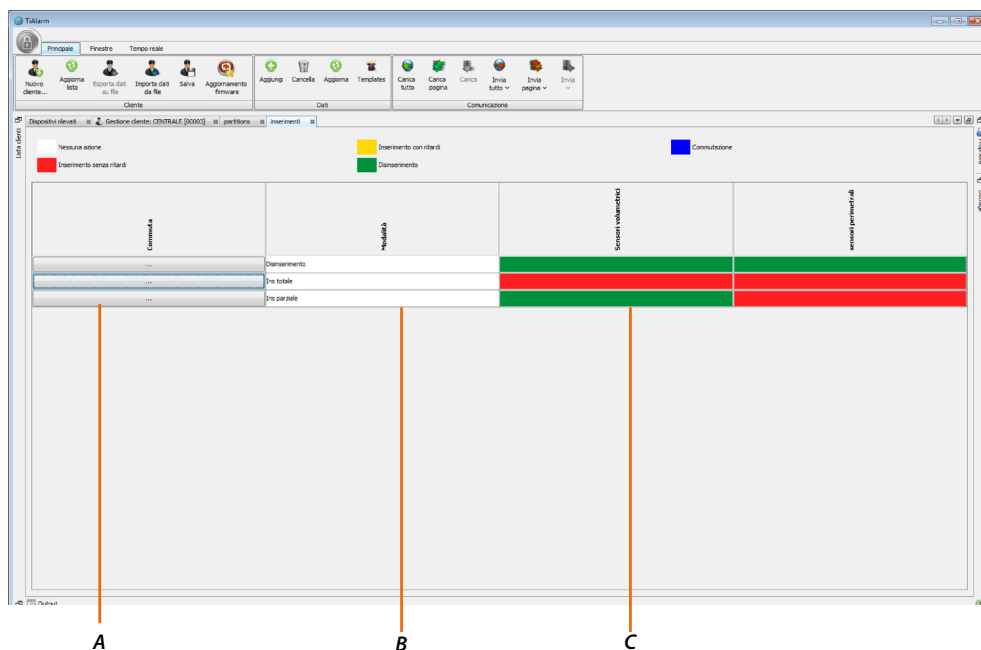 TiAlarm
Principale Finestre Tempo reale
Nuovo cliente...
Aggiorna lista
Esporta dati su file
Importa dati da file
Salva
Aggiornamento firmware
Aggiungi
Cancella
Aggiorna
Templates
Carica tutto
Carica pagina
Carica
Invia tutto
Invia pagina
Invia
Cliente
Dati
Comunicazione
Dispositivi rilevati
Gestione cliente: CENTRALE [00003]
partitions
inserimenti
Lista clienti
Nessuna azione
Inserimento con ritardi
Commutazione
Inserimento senza ritardi
Disinserimento
Commuta
Modalità
Sensori volumetrici
sensori perimetrali
... Disinserimento
... Ins totale
... Ins parziale
Output
A B C